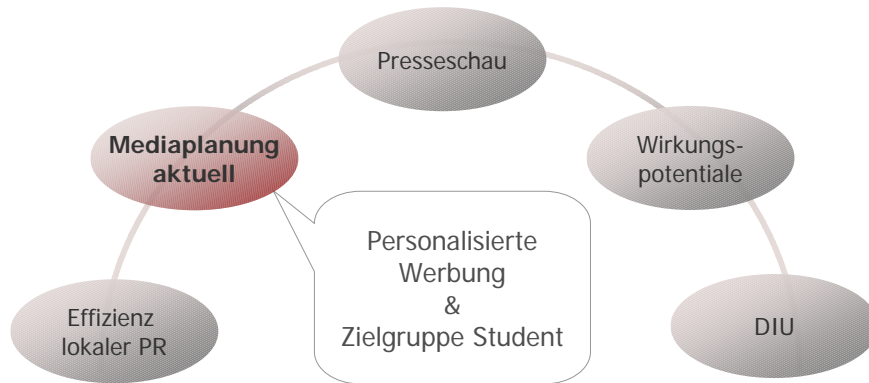 Presseschau
Mediaplanung
aktuell
Wirkungs-
potentiale
Personalisierte
Werbung
&
Zielgruppe Student
Effizienz
lokaler PR
DIU